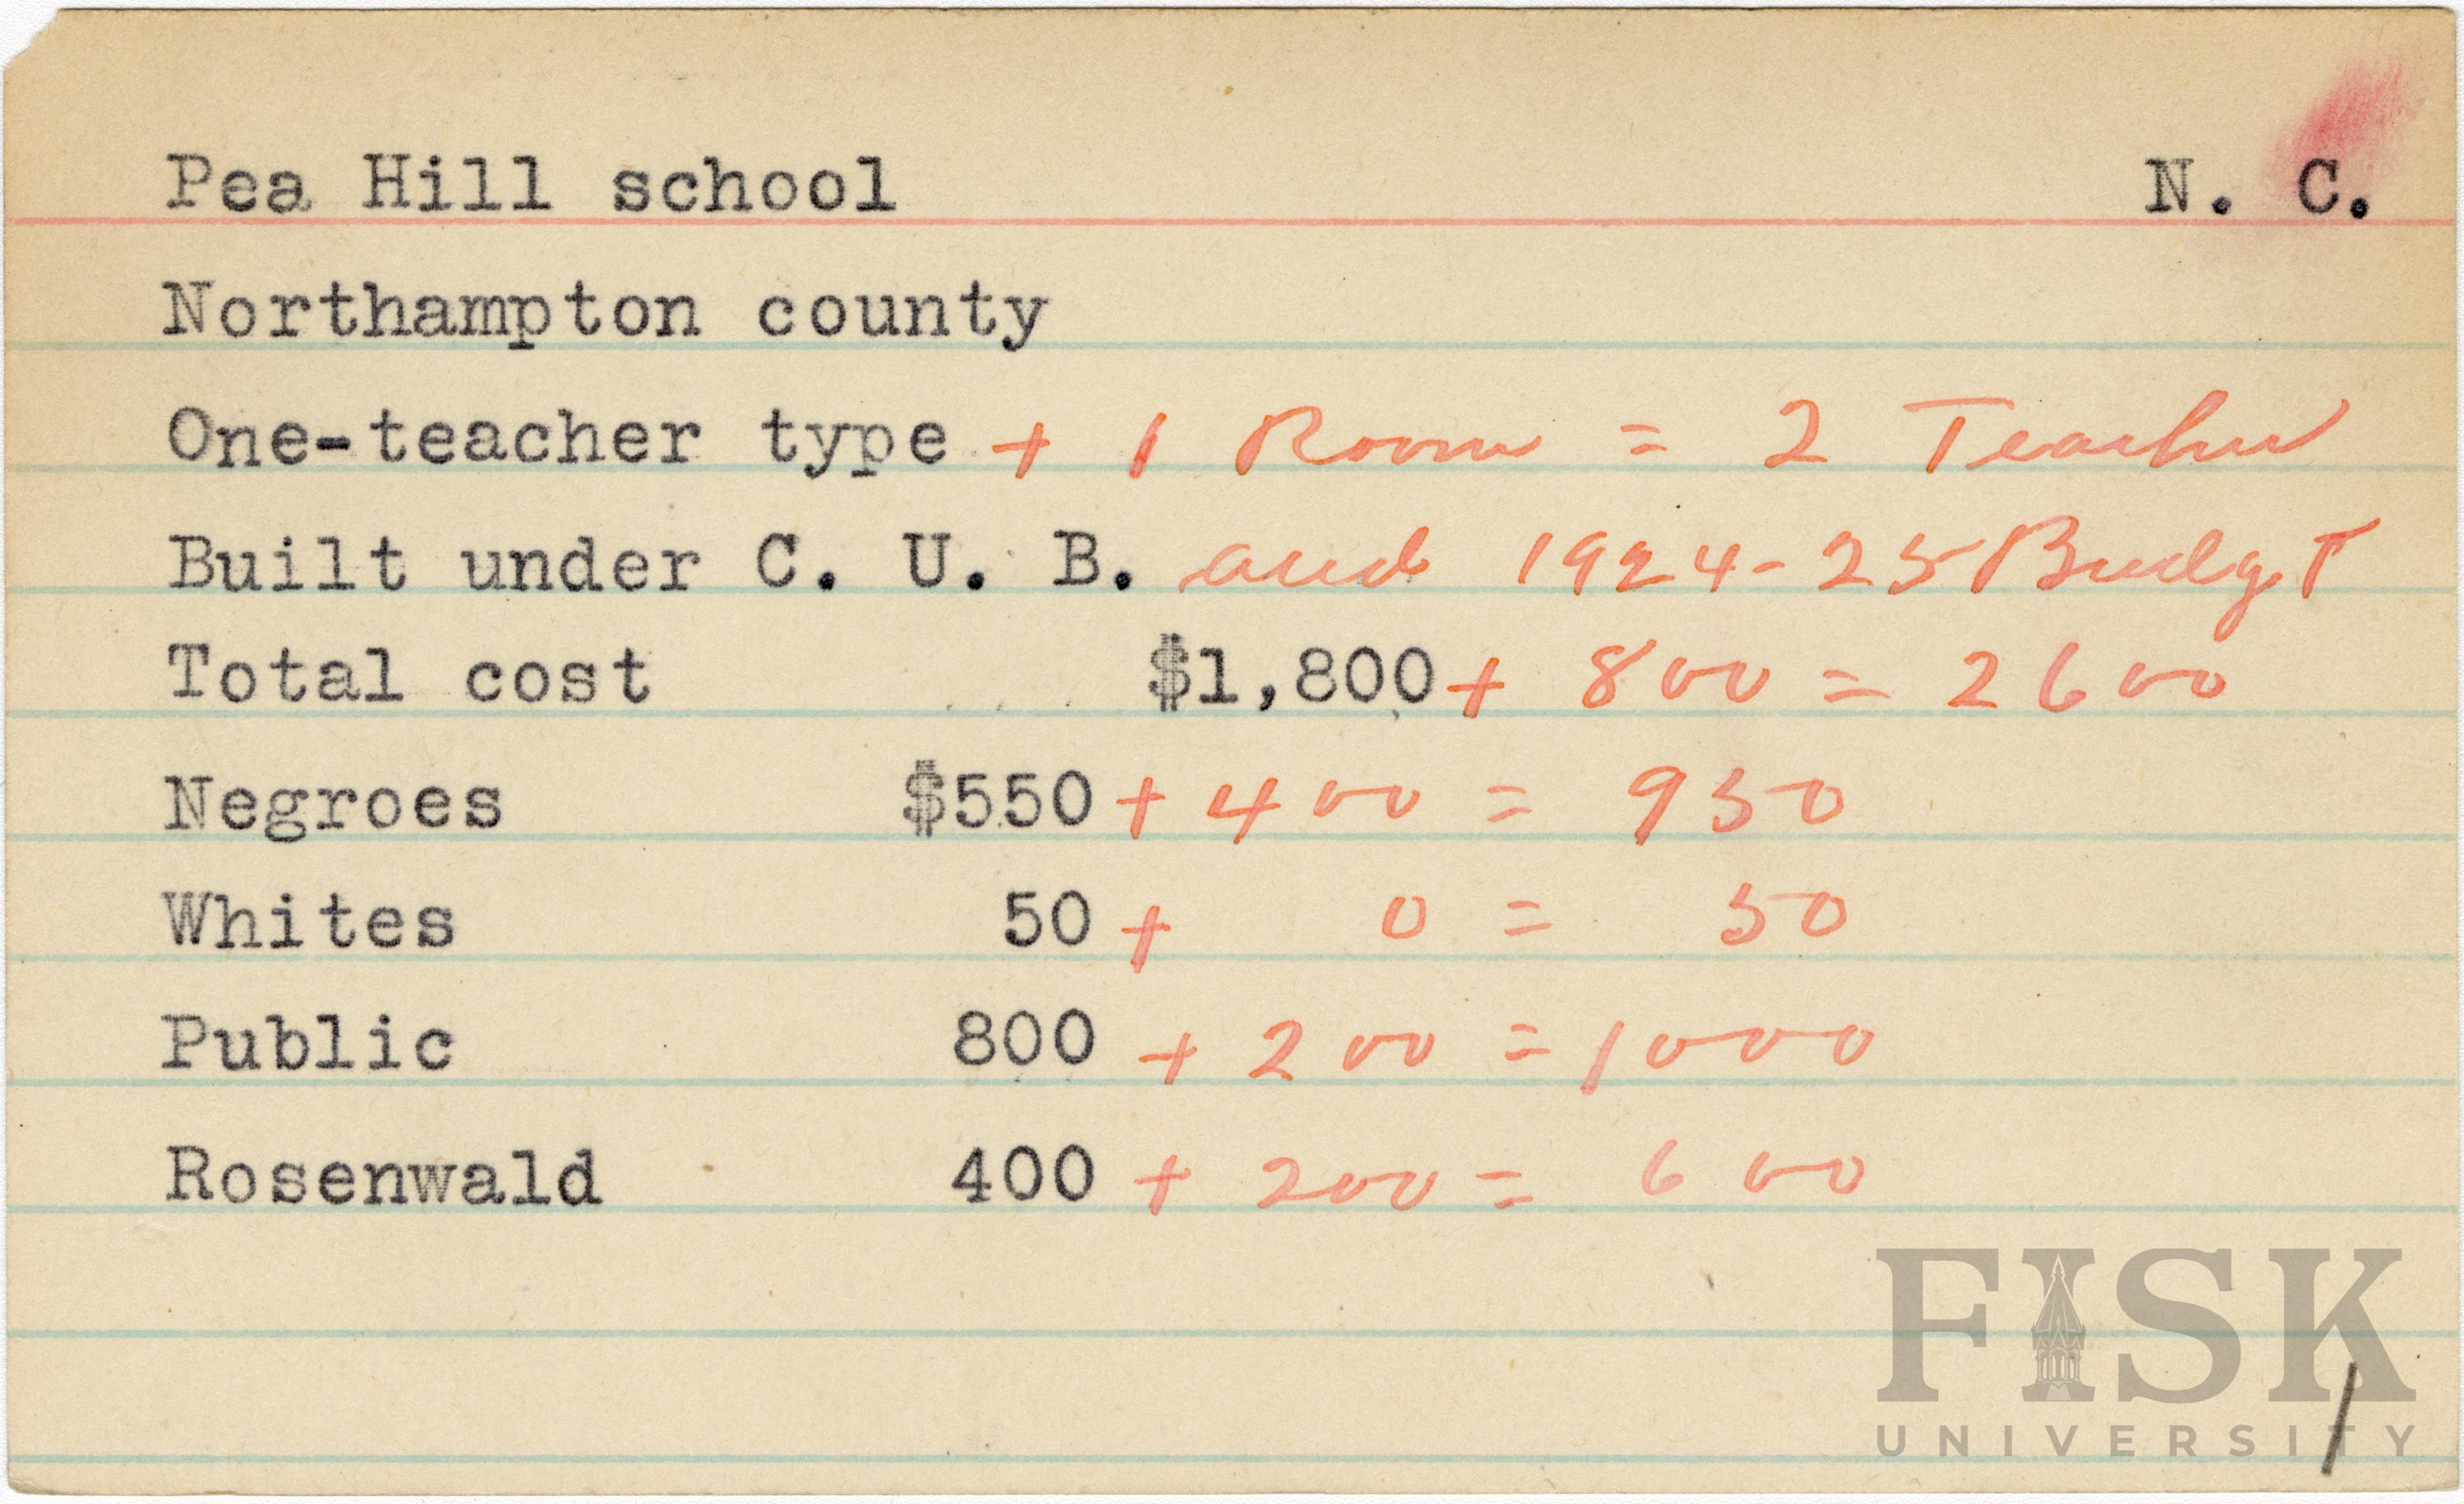 Pea Hill school N. C.
Northampton county
One-teacher type + 1 Room = 2 Teacher
Built under C. U. B. and 1924-25 Budget
Total cost $1,800 + 800 = 2600
Negroes $550 + 400 = 950
Whites 50 + 0 = 50
Public 800 + 200 = 1000
Rosenwald 400 + 200 = 600
FISK
UNIVERSITY
/